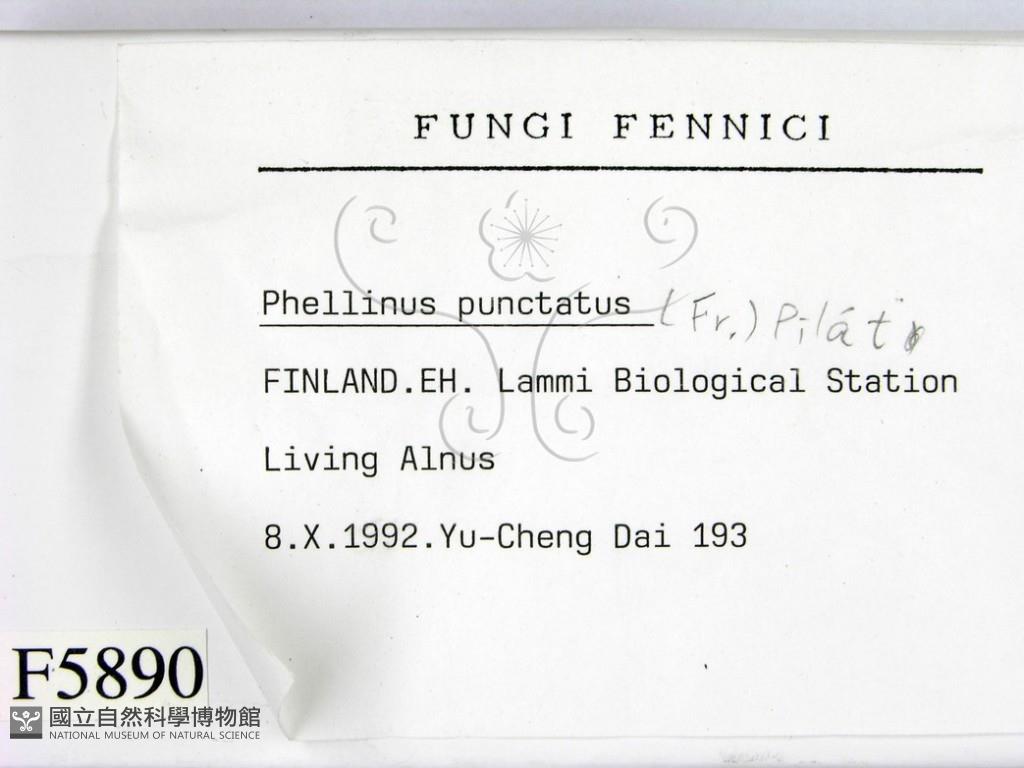 FUNGI FENNICI
Phellinus punctatus (Fr.) Pilát
FINLAND.EH. Lammi Biological Station
Living Alnus
8.X.1992.Yu-Cheng Dai 193
F5890
國立自然科學博物館
NATIONAL MUSEUM OF NATURAL SCIENCE